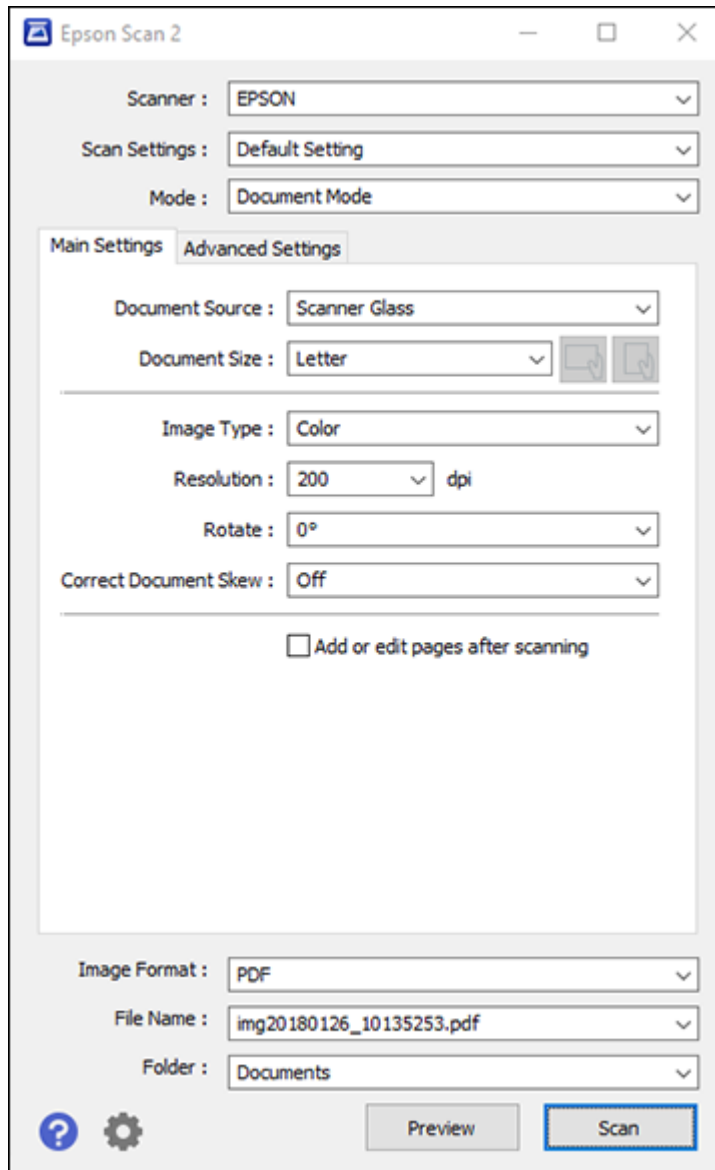 Epson Scan 2
Scanner : EPSON
Scan Settings : Default Setting
Mode : Document Mode
Main Settings Advanced Settings
Document Source : Scanner Glass
Document Size : Letter
Image Type : Color
Resolution : 200 dpi
Rotate : 0°
Correct Document Skew : Off
Add or edit pages after scanning
Image Format : PDF
File Name : img20180126_10135253.pdf
Folder : Documents
? Preview Scan